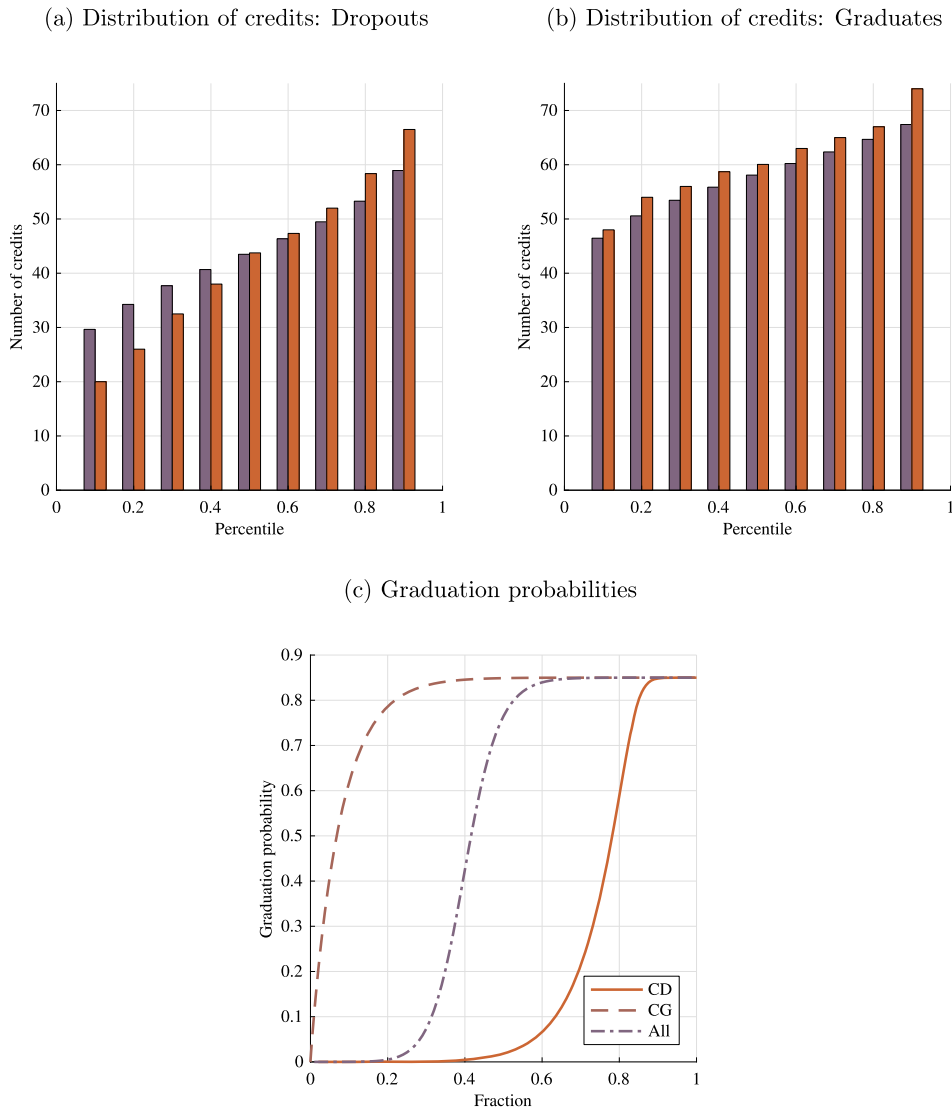 (a) Distribution of credits: Dropouts
(b) Distribution of credits: Graduates
70
60
50
40
30
20
10
0
Number of credits
0 0.2 0.4 0.6 0.8 1
Percentile
70
60
50
40
30
20
10
0
Number of credits
0 0.2 0.4 0.6 0.8 1
Percentile
(c) Graduation probabilities
0.9
0.8
0.7
0.6
0.5
0.4
0.3
0.2
0.1
0
Graduation probability
CD
CG
All
0 0.2 0.4 0.6 0.8 1
Fraction